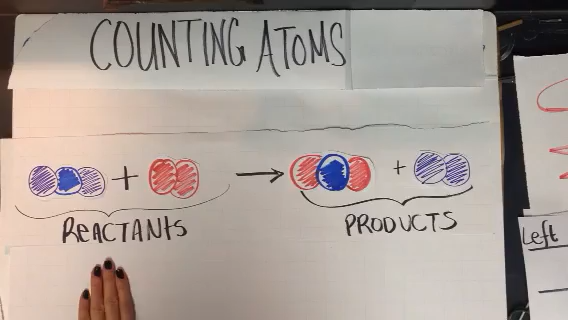 COUNTING ATOMS
+ → +
REACTANTS
PRODUCTS
Left